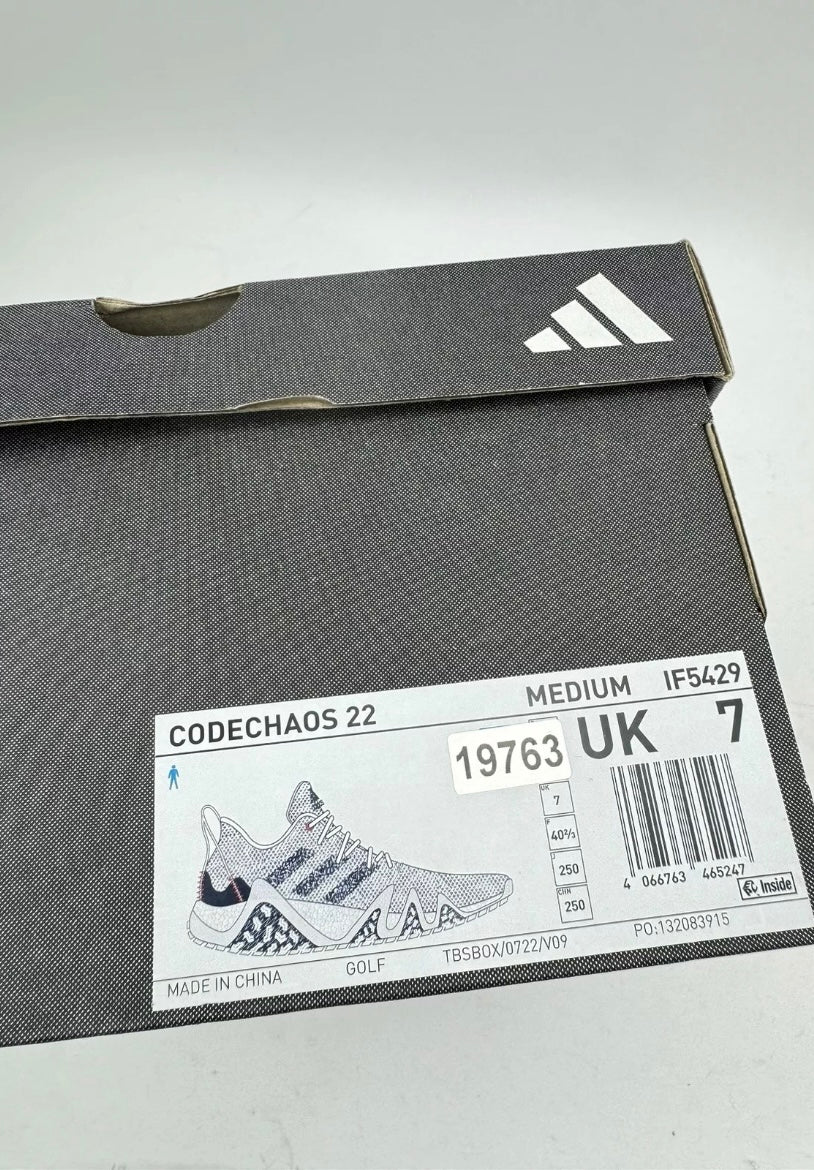 CODECHAOS 22
MEDIUM IF5429
19763
UK 7
UK
7
F
40⅔
J
250
CHN
250
4 066763 465247
Inside
MADE IN CHINA GOLF TBSBOX/0722/V09 PO:132083915